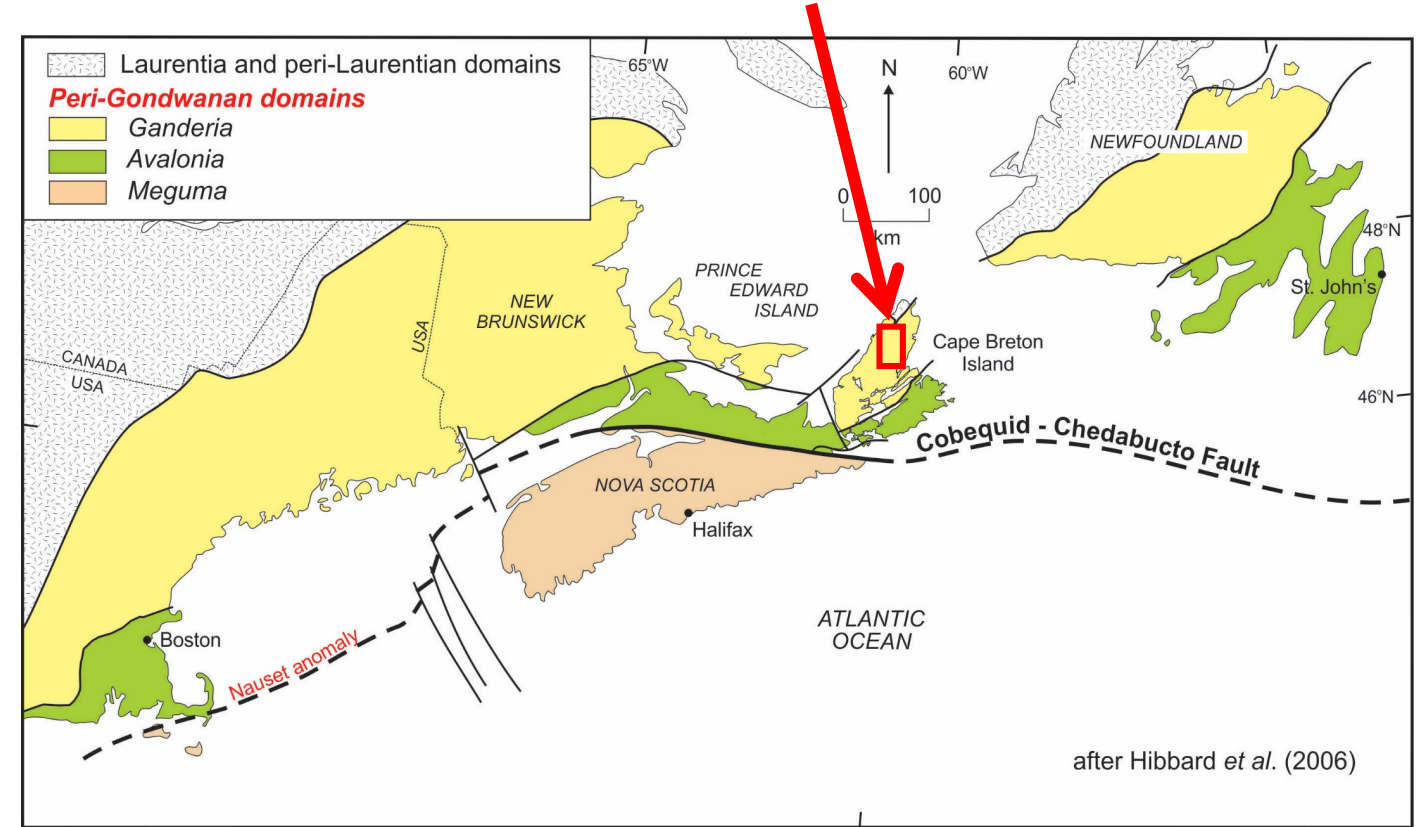 Laurentia and peri-Laurentian domains
Peri-Gondwanan domains
Ganderia
Avalonia
Meguma
65°W
N
60°W
0 100
km
NEWFOUNDLAND
48°N
St. John's
PRINCE
EDWARD
ISLAND
NEW
BRUNSWICK
USA
CANADA
USA
Cape Breton
Island
46°N
Cobequid - Chedabucto Fault
NOVA SCOTIA
Halifax
ATLANTIC
OCEAN
Boston
Nauset anomaly
after Hibbard et al. (2006)